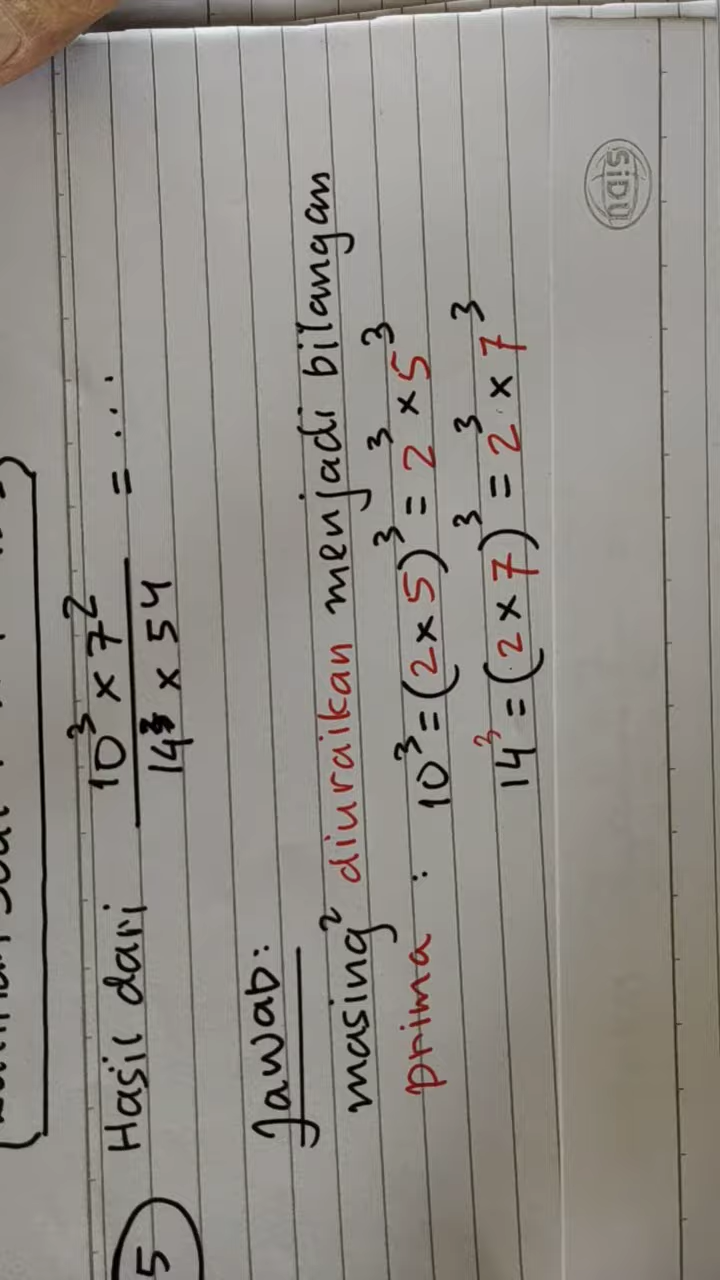 5 Hasil dari 10³ × 7² / 14³ × 54 = ....
Jawab:
masing² diuraikan menjadi bilangan
prima : 10³ = (2 × 5)³ = 2³ × 5³
14³ = (2 × 7)³ = 2³ × 7³
SiDU